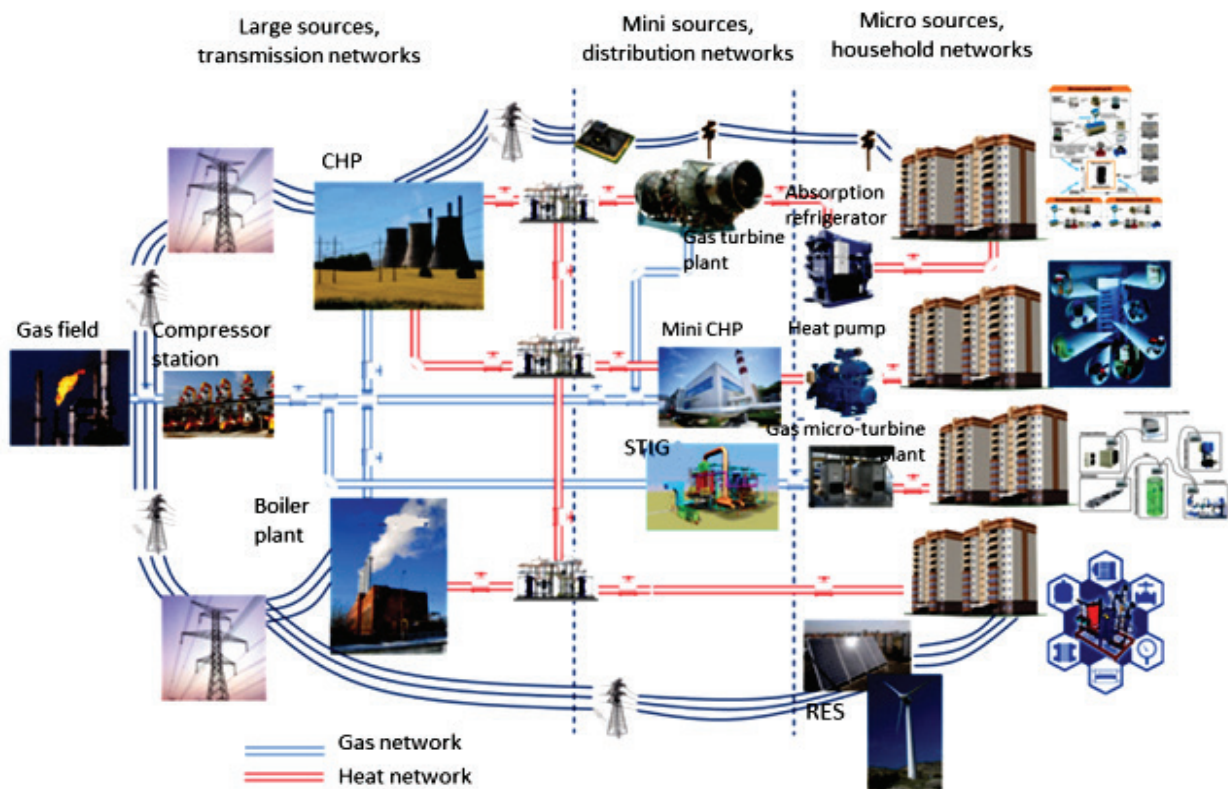 Large sources,
transmission networks
Mini sources,
distribution networks
Micro sources,
household networks
CHP
Absorption
refrigerator
Gas turbine
plant
Gas field
Compressor
station
Mini CHP
Heat pump
STIG
Gas micro-turbine
plant
Boiler
plant
RES
Gas network
Heat network